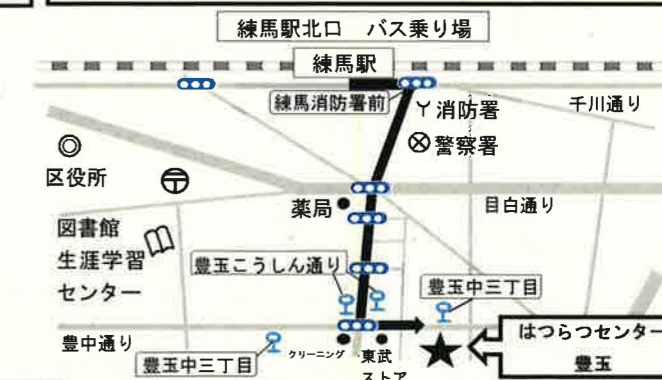 練馬駅北口 バス乗り場
練馬駅
練馬消防署前
消防署
千川通り
警察署
区役所
薬局
目白通り
図書館
生涯学習
センター
豊玉こうしん通り
豊玉中三丁目
豊中通り
豊玉中三丁目
クリーニング
東武
ストア
はつらつセンター
豊玉